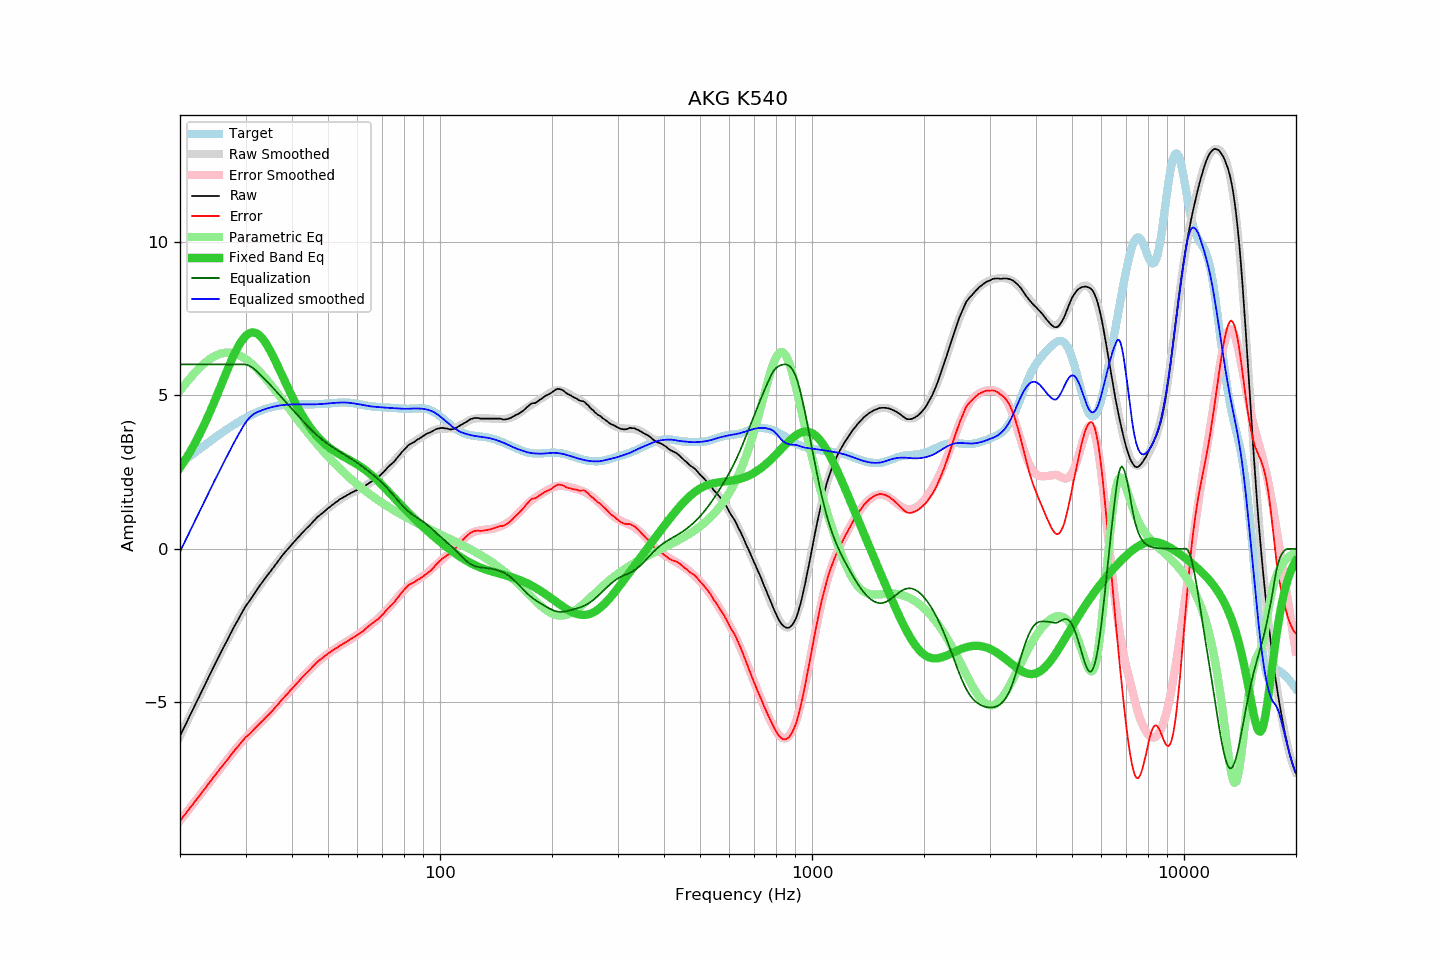 AKG K540
Target
Raw Smoothed
Error Smoothed
Raw
Error
Parametric Eq
Fixed Band Eq
Equalization
Equalized smoothed
Amplitude (dBr)
10
5
0
−5
100
1000
10000
Frequency (Hz)